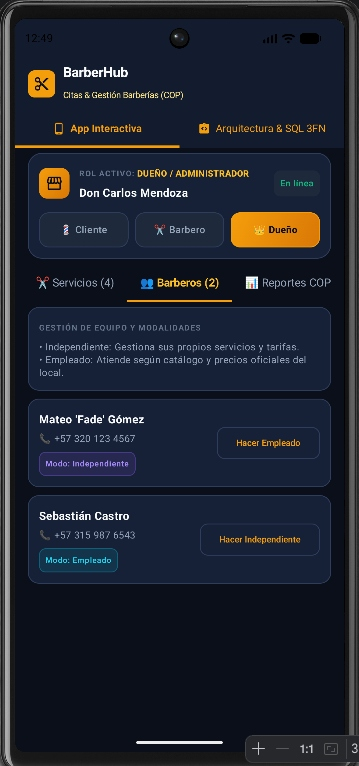 12:49
BarberHub
Citas & Gestión Barberías (COP)
App Interactiva
Arquitectura & SQL 3FN
ROL ACTIVO: DUEÑO / ADMINISTRADOR
Don Carlos Mendoza
En línea
Cliente
Barbero
Dueño
Servicios (4)
Barberos (2)
Reportes COP
GESTIÓN DE EQUIPO Y MODALIDADES
• Independiente: Gestiona sus propios servicios y tarifas.
• Empleado: Atiende según catálogo y precios oficiales del
local.
Mateo 'Fade' Gómez
+57 320 123 4567
Modo: Independiente
Hacer Empleado
Sebastián Castro
+57 315 987 6543
Modo: Empleado
Hacer Independiente
1:1
3